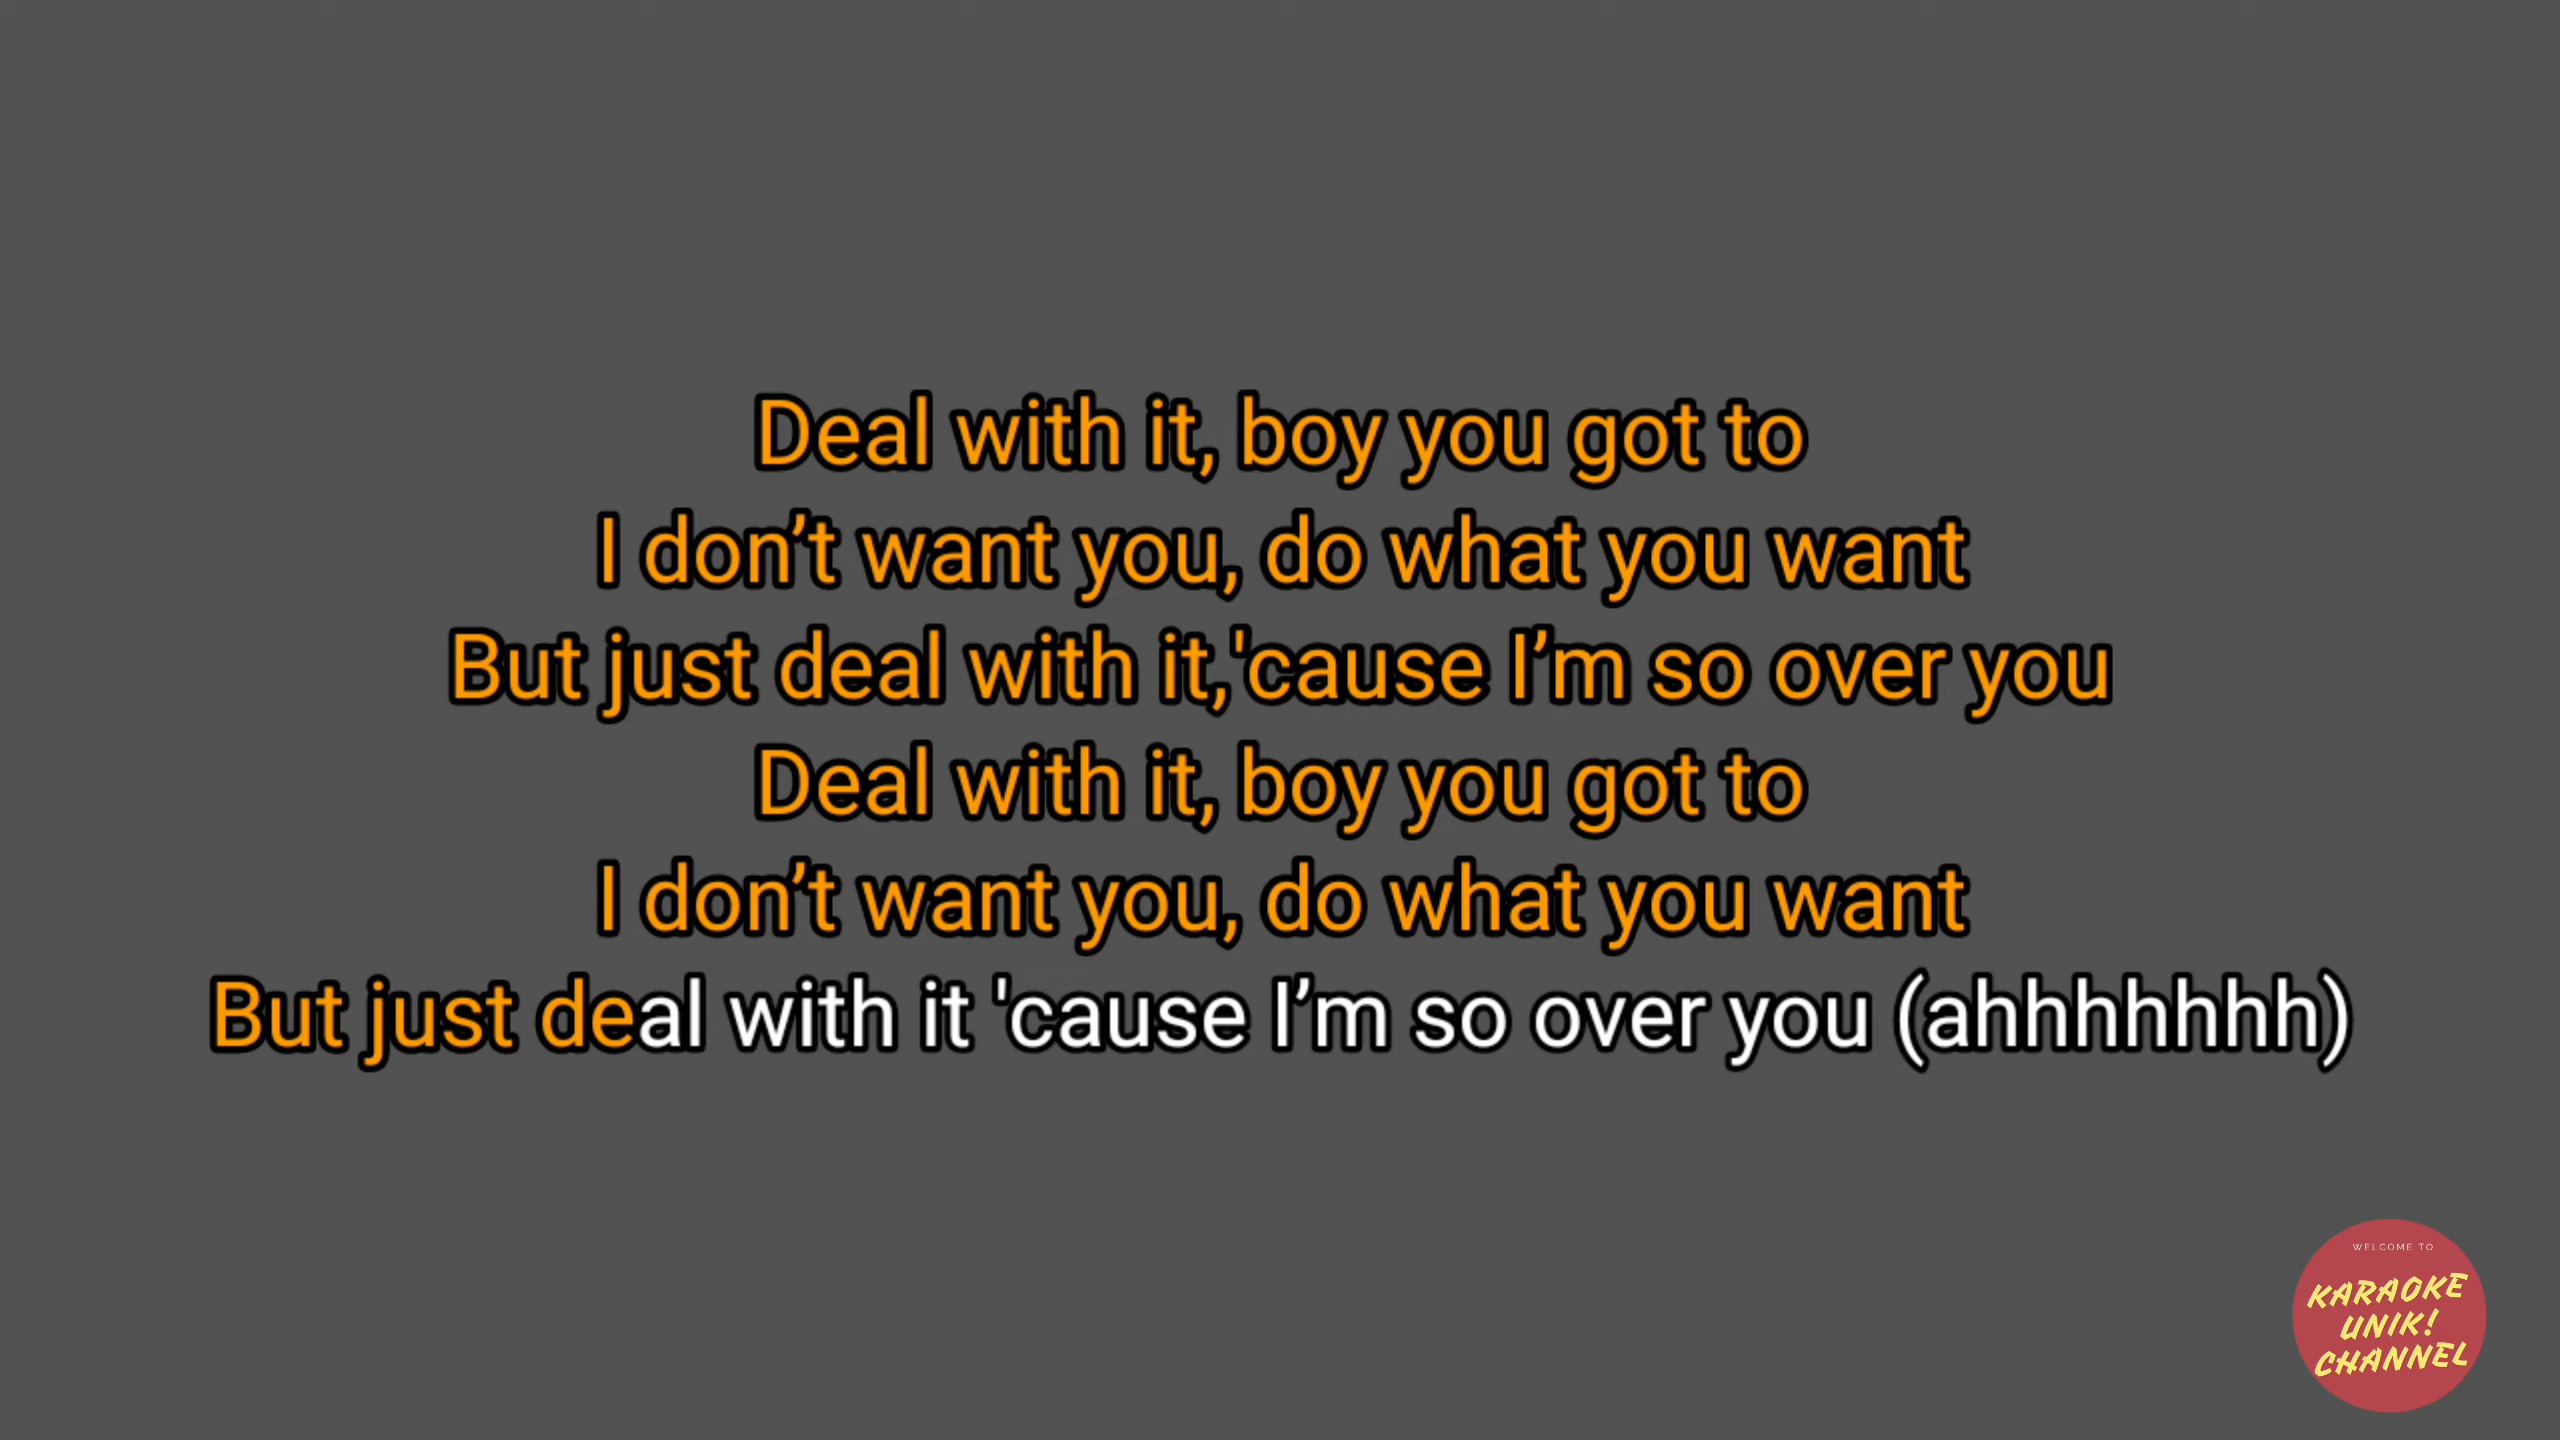 Deal with it, boy you got to
I don’t want you, do what you want
But just deal with it,'cause I’m so over you
Deal with it, boy you got to
I don’t want you, do what you want
But just deal with it 'cause I’m so over you (ahhhhhhh)
WELCOME TO
KARAOKE
UNIK!
CHANNEL